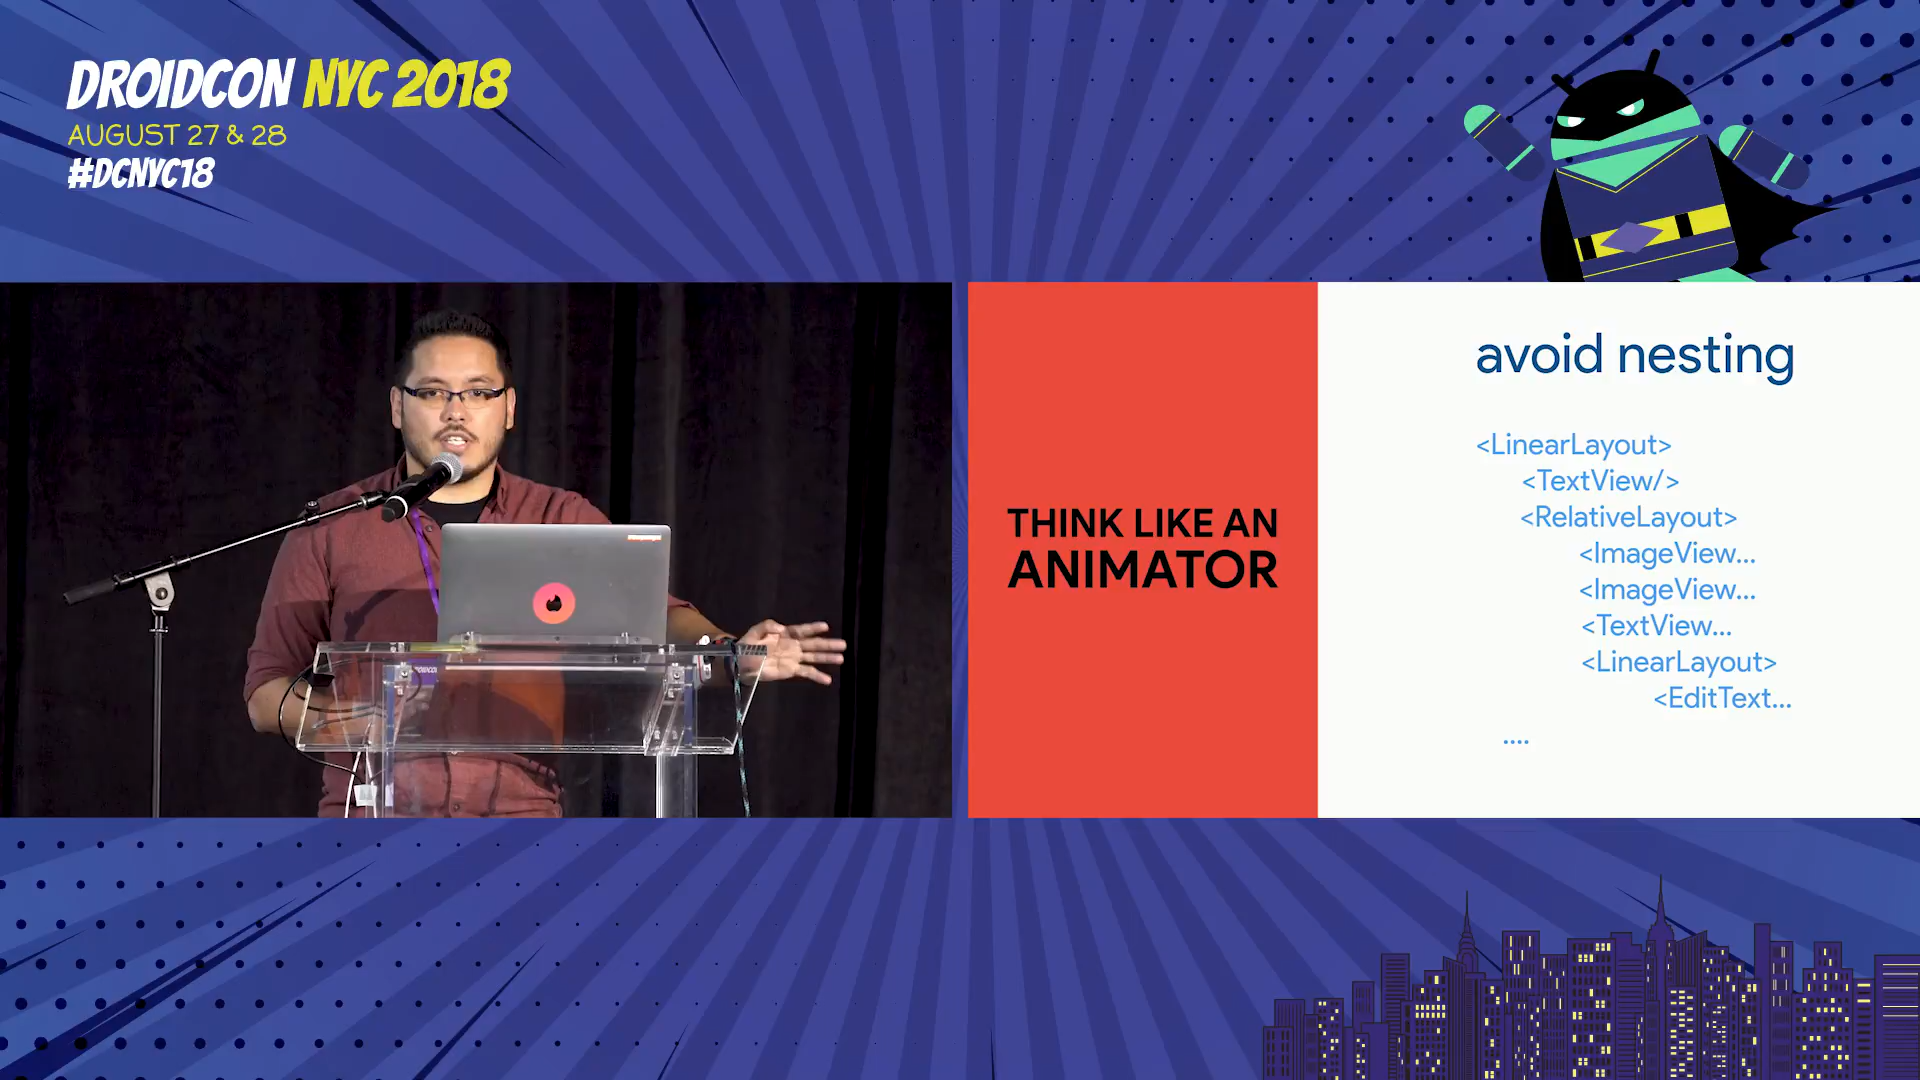 DROIDCON NYC 2018
AUGUST 27 & 28
#DCNYC18
THINK LIKE AN
ANIMATOR
avoid nesting
<LinearLayout>
<TextView/>
<RelativeLayout>
<ImageView...
<ImageView...
<TextView...
<LinearLayout>
<EditText...
....